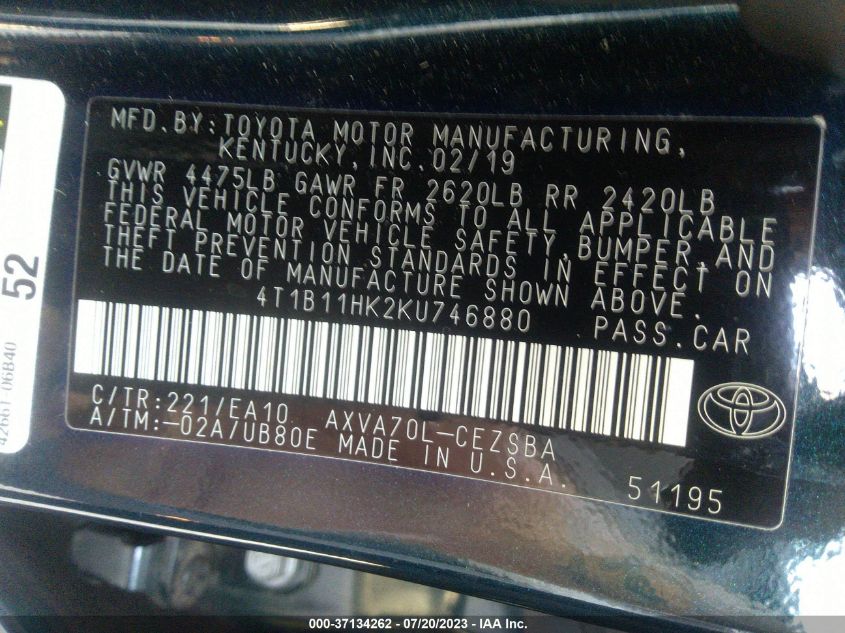 MFD.BY:TOYOTA MOTOR MANUFACTURING,
KENTUCKY,INC.02/19
GVWR 4475LB GAWR FR 2620LB RR 2420LB
THIS VEHICLE CONFORMS TO ALL APPLICABLE
FEDERAL MOTOR VEHICLE SAFETY,BUMPER,AND
THEFT PREVENTION STANDARDS IN EFFECT ON
THE DATE OF MANUFACTURE SHOWN ABOVE.
4T1B11HK2KU746880 PASS.CAR
C/TR:221/EA10 AXVA70L-CEZSBA
A/TM:-02A/UB80E MADE IN U.S.A.
51195
52
42661-06B40
000-37134262 / 07/20/2023 - IAA Inc.